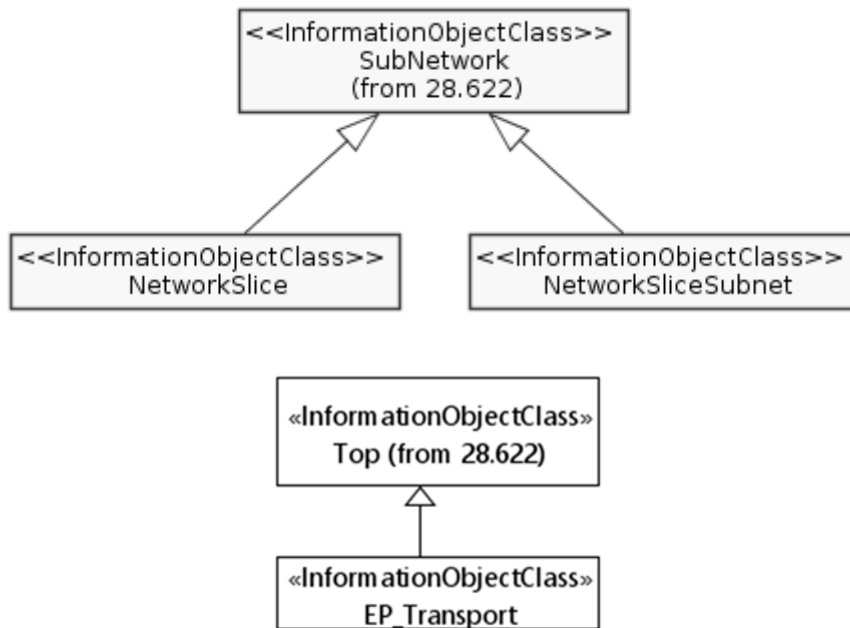 <<InformationObjectClass>>
SubNetwork
(from 28.622)
<<InformationObjectClass>>
NetworkSlice
<<InformationObjectClass>>
NetworkSliceSubnet
«InformationObjectClass»
Top (from 28.622)
«InformationObjectClass»
EP_Transport